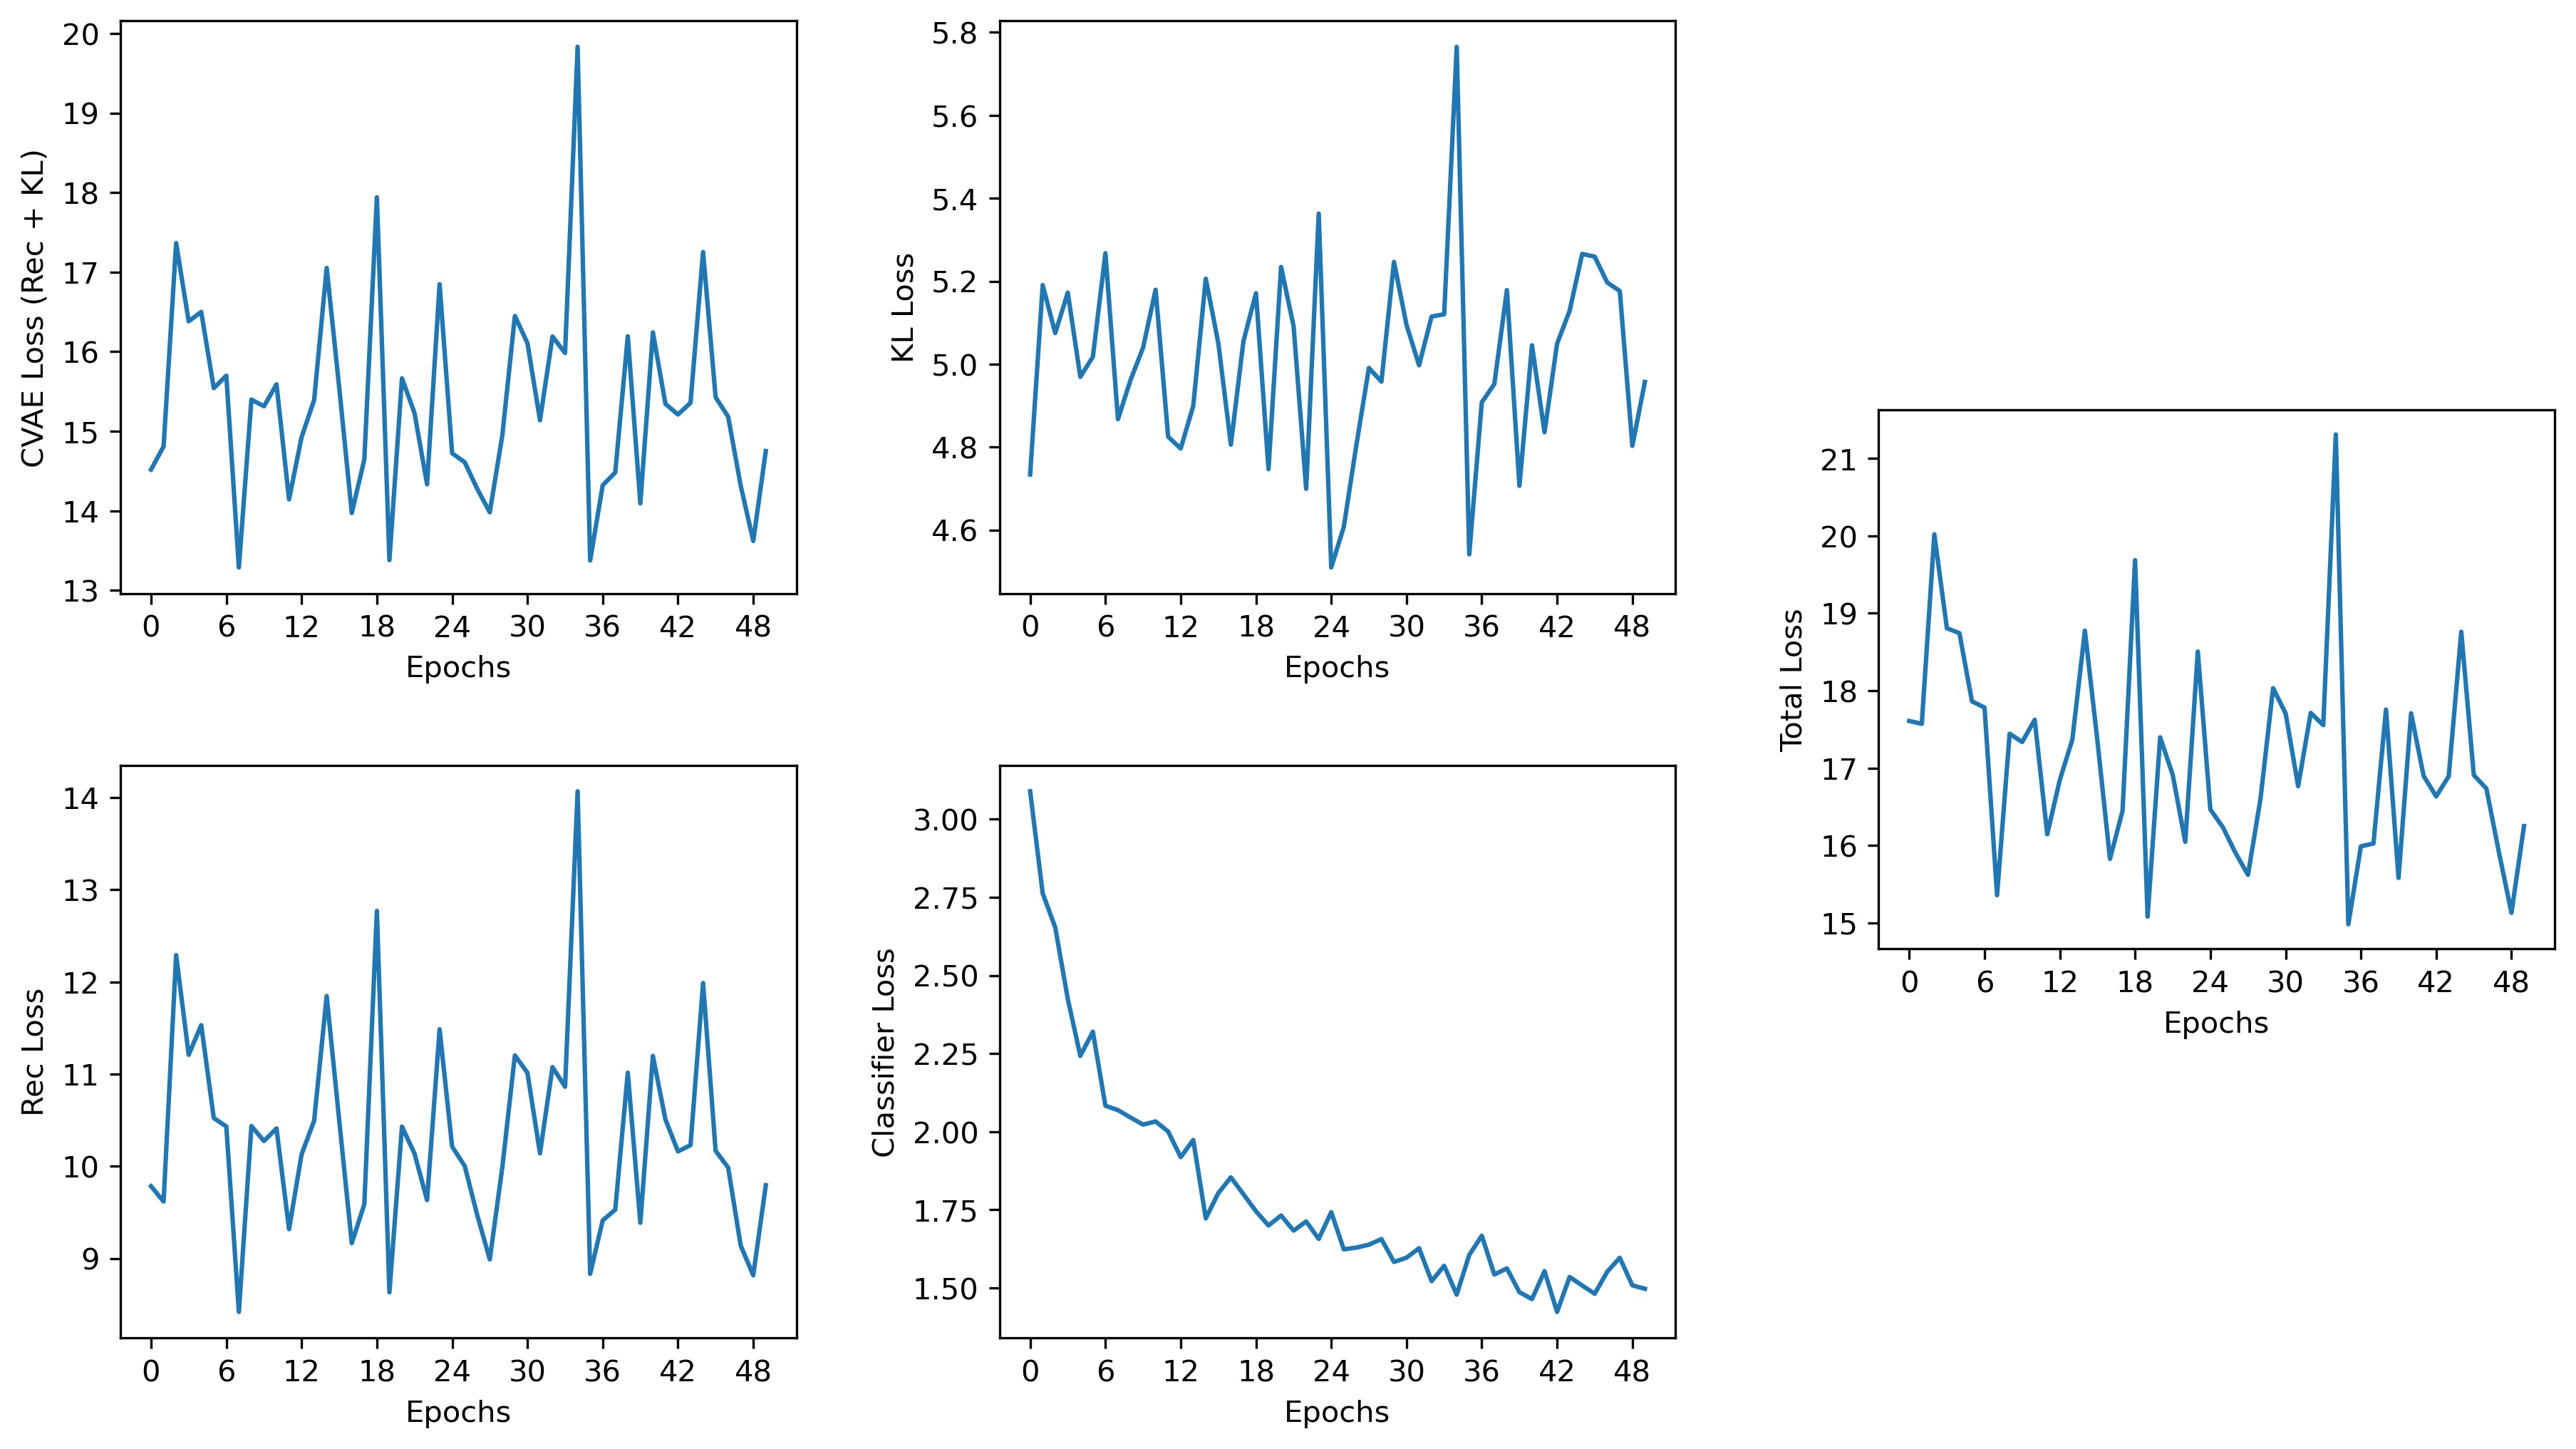 CVAE Loss (Rec + KL)
20
19
18
17
16
15
14
13
0 6 12 18 24 30 36 42 48
Epochs
KL Loss
5.8
5.6
5.4
5.2
5.0
4.8
4.6
0 6 12 18 24 30 36 42 48
Epochs
Rec Loss
14
13
12
11
10
9
0 6 12 18 24 30 36 42 48
Epochs
Classifier Loss
3.00
2.75
2.50
2.25
2.00
1.75
1.50
0 6 12 18 24 30 36 42 48
Epochs
Total Loss
21
20
19
18
17
16
15
0 6 12 18 24 30 36 42 48
Epochs